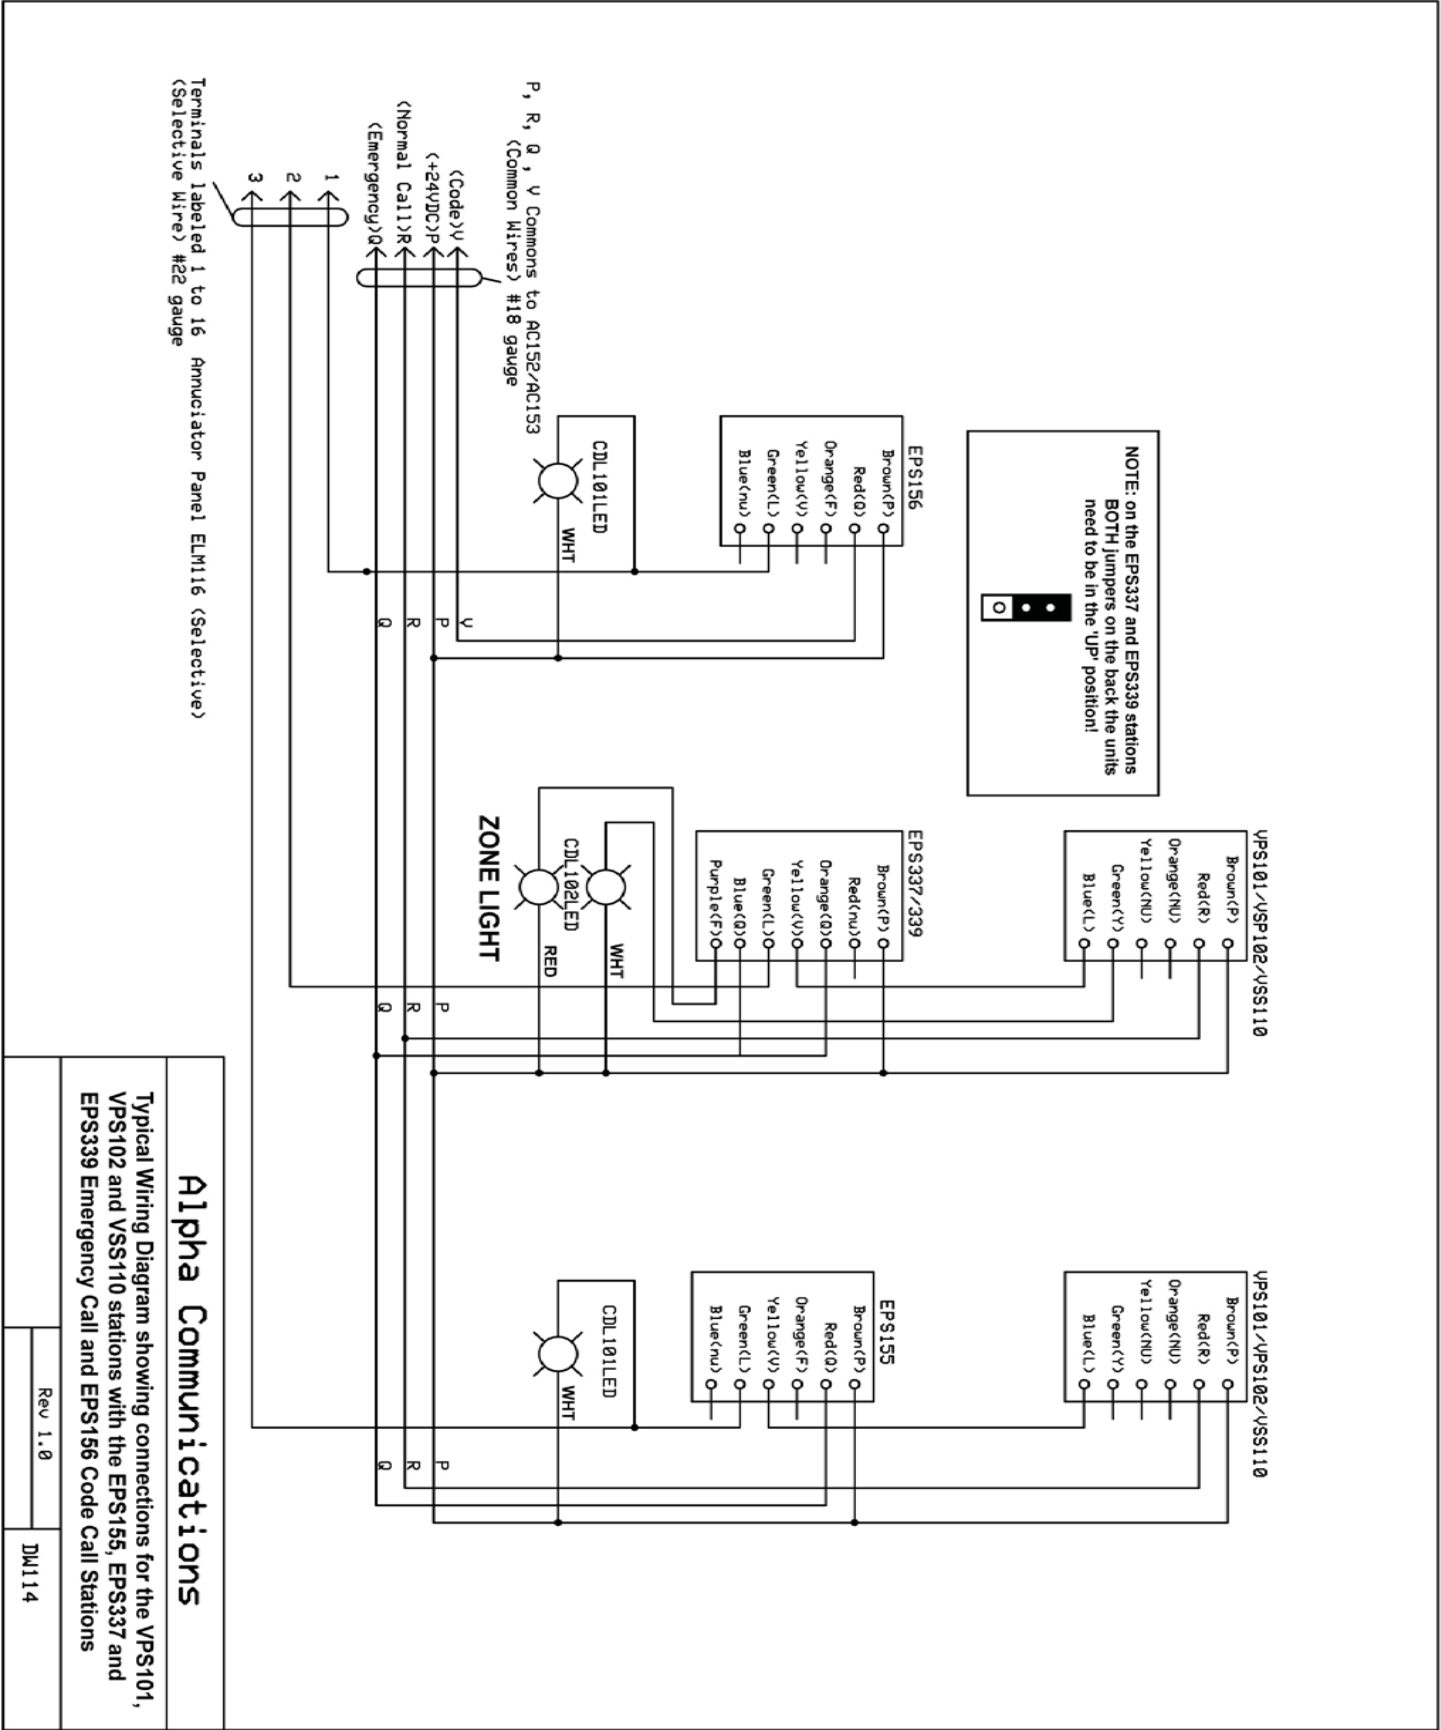 VPS101/VSP102/VSS110
Brown(P)
Red(R)
Orange(NU)
Yellow(NU)
Green(Y)
Blue(L)
VPS101/VPS102/VSS110
Brown(P)
Red(R)
Orange(NU)
Yellow(NU)
Green(Y)
Blue(L)
NOTE: on the EPS337 and EPS339 stations
BOTH jumpers on the back the units
need to be in the 'UP' position!
EPS156
Brown(P)
Red(Q)
Orange(F)
Yellow(V)
Green(L)
Blue(nu)
EPS337/339
Brown(P)
Red(nu)
Orange(Q)
Yellow(V)
Green(L)
Blue(Q)
Purple(F)
EPS155
Brown(P)
Red(Q)
Orange(F)
Yellow(V)
Green(L)
Blue(nu)
CDL101LED
WHT
CDL102LED
WHT
RED
ZONE LIGHT
CDL101LED
WHT
P, R, Q , V Commons to AC152/AC153
(Common Wires) #18 gauge
(Code)V
(+24VDC)P
(Normal Call)R
(Emergency)Q
V
P
R
Q
P
R
Q
P
R
Q
1
2
3
Terminals labeled 1 to 16 Annuciator Panel ELM116 (Selective)
(Selective Wire) #22 gauge
Alpha Communications
Typical Wiring Diagram showing connections for the VPS101,
VPS102 and VSS110 stations with the EPS155, EPS337 and
EPS339 Emergency Call and EPS156 Code Call Stations
Rev 1.0
DW114